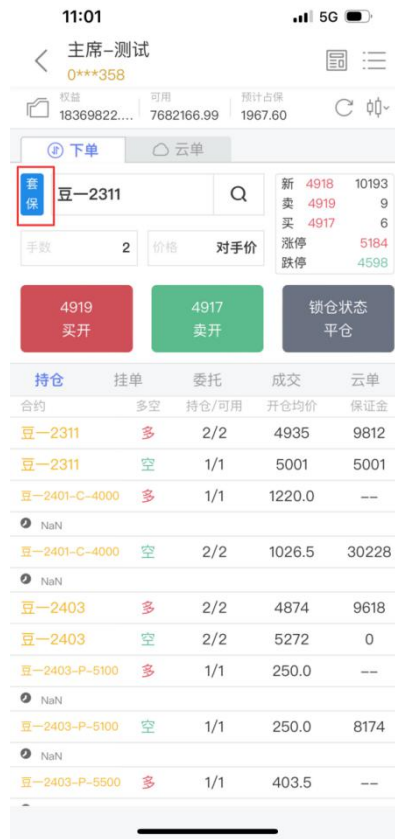 11:01 5G
主席-测试
0***358
权益 可用 预计占保
18369822.... 7682166.99 1967.60
下单 云单
套保 豆一2311
新 4918 10193
卖 4919 9
买 4917 6
涨停 5184
跌停 4598
手数 2 价格 对手价
4919 4917 锁仓状态
买开 卖开 平仓
持仓 挂单 委托 成交 云单
合约 多空 持仓/可用 开仓均价 保证金
豆一2311 多 2/2 4935 9812
豆一2311 空 1/1 5001 5001
豆一2401-C-4000 多 1/1 1220.0 --
NaN
豆一2401-C-4000 空 2/2 1026.5 30228
NaN
豆一2403 多 2/2 4874 9618
豆一2403 空 2/2 5272 0
豆一2403-P-5100 多 1/1 250.0 --
NaN
豆一2403-P-5100 空 1/1 250.0 8174
NaN
豆一2403-P-5500 多 1/1 403.5 --